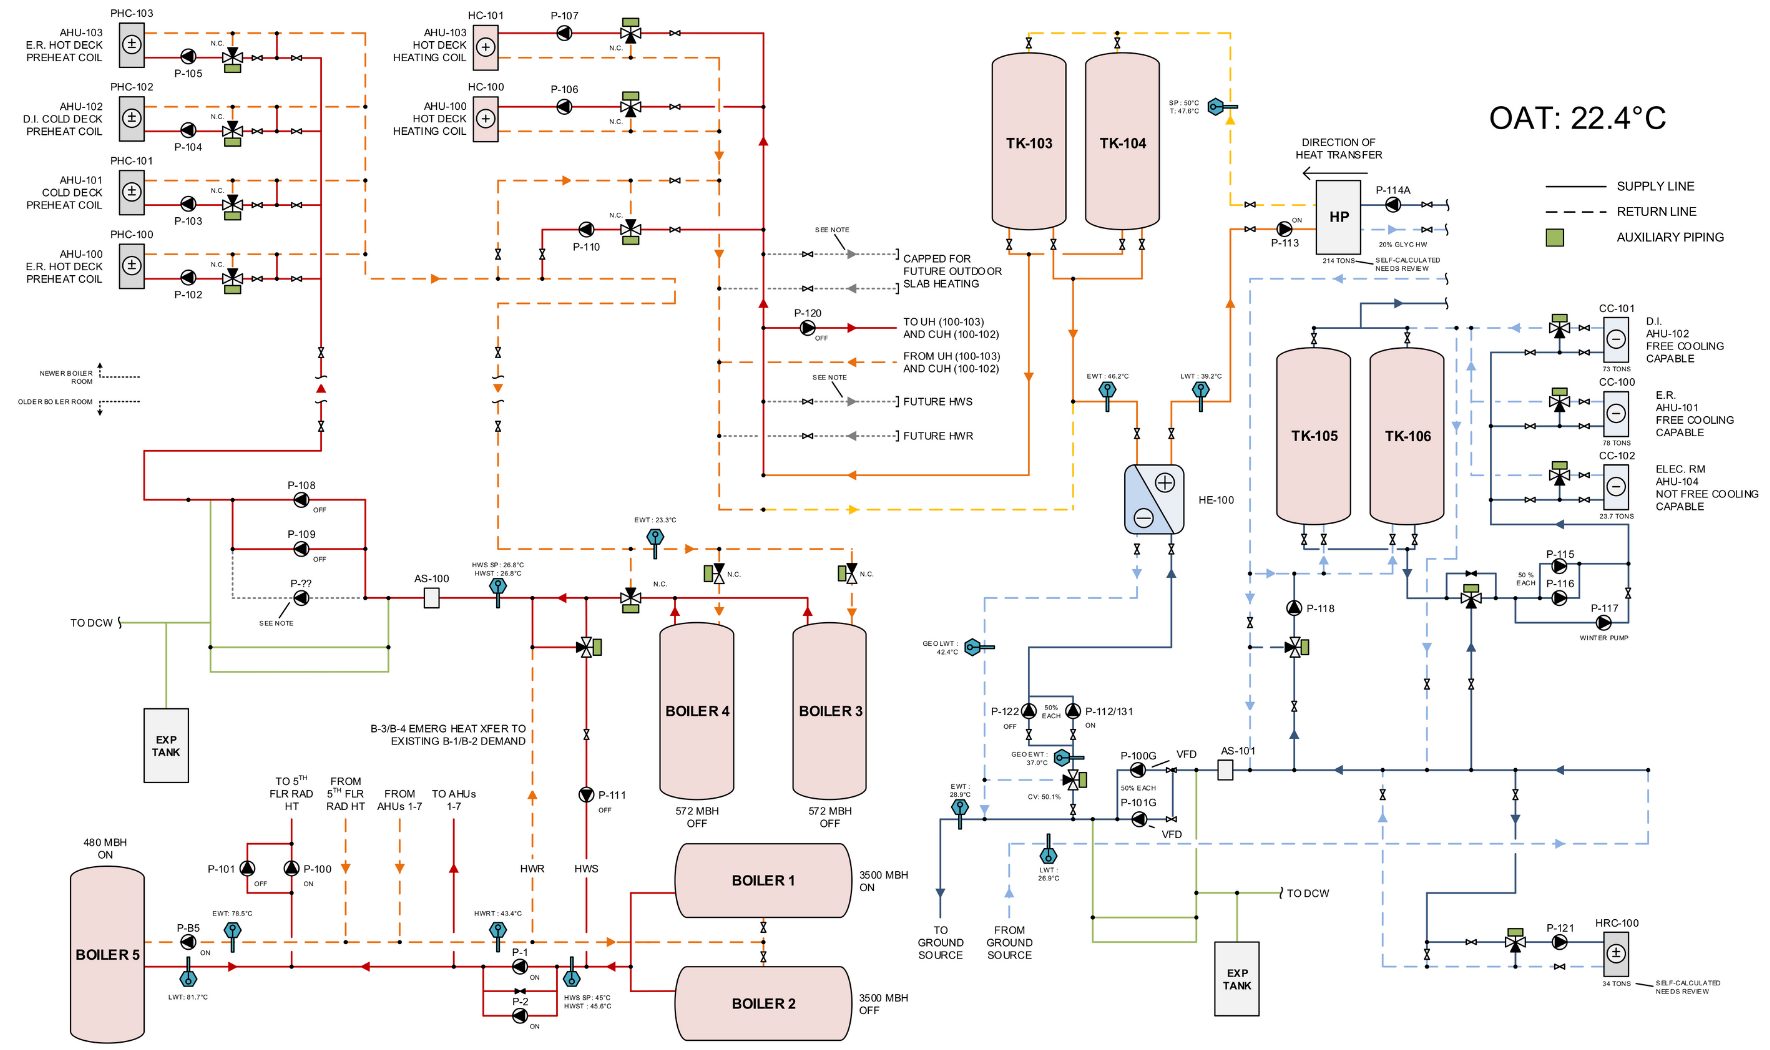 PHC-103
AHU-103
E.R. HOT DECK
PREHEAT COIL
N.C.
P-105
PHC-102
AHU-102
D.I. COLD DECK
PREHEAT COIL
N.C.
P-104
PHC-101
AHU-101
COLD DECK
PREHEAT COIL
N.C.
P-103
PHC-100
AHU-100
E.R. HOT DECK
PREHEAT COIL
N.C.
P-102
HC-101
AHU-103
HOT DECK
HEATING COIL
P-107
N.C.
HC-100
AHU-100
HOT DECK
HEATING COIL
P-106
N.C.
N.C.
P-110
SEE NOTE
CAPPED FOR
FUTURE OUTDOOR
SLAB HEATING
P-120
OFF
TO UH (100-103)
AND CUH (100-102)
FROM UH (100-103)
AND CUH (100-102)
SEE NOTE
FUTURE HWS
FUTURE HWR
NEWER BOILER
ROOM
OLDER BOILER ROOM
TK-103
TK-104
SP : 50°C
T: 47.6°C
OAT: 22.4°C
DIRECTION OF
HEAT TRANSFER
HP
P-114A
ON
P-113
20% GLYC HW
214 TONS
SELF-CALCULATED
NEEDS REVIEW
SUPPLY LINE
RETURN LINE
AUXILIARY PIPING
EWT : 46.2°C
LWT : 39.2°C
HE-100
TK-105
TK-106
CC-101
D.I.
AHU-102
FREE COOLING
CAPABLE
73 TONS
CC-100
E.R.
AHU-101
FREE COOLING
CAPABLE
78 TONS
CC-102
ELEC. RM
AHU-104
NOT FREE COOLING
CAPABLE
23.7 TONS
P-115
50 %
EACH
P-116
P-117
WINTER PUMP
P-118
P-108
OFF
P-109
OFF
P-??
SEE NOTE
AS-100
HWS SP : 26.8°C
HWST : 26.8°C
EWT : 23.3°C
N.C.
N.C.
N.C.
TO DCW
EXP
TANK
BOILER 4
572 MBH
OFF
BOILER 3
572 MBH
OFF
B-3/B-4 EMERG HEAT XFER TO
EXISTING B-1/B-2 DEMAND
P-111
OFF
TO 5TH
FLR RAD
HT
FROM
5TH FLR
RAD HT
FROM
AHUs 1-7
TO AHUs
1-7
480 MBH
ON
BOILER 5
P-101
OFF
P-100
ON
P-B5
ON
EWT: 78.5°C
LWT: 81.7°C
HWRT : 43.4°C
HWR
HWS
P-1
ON
P-2
ON
HWS SP : 45°C
HWST : 45.6°C
BOILER 1
3500 MBH
ON
BOILER 2
3500 MBH
OFF
GEO LWT :
42.4°C
P-122
OFF
50%
EACH
P-112/131
ON
GEO EWT :
37.0°C
CV: 50.1%
P-100G
VFD
50% EACH
P-101G
VFD
AS-101
EWT :
28.9°C
LWT :
26.9°C
TO
GROUND
SOURCE
FROM
GROUND
SOURCE
TO DCW
EXP
TANK
P-121
HRC-100
34 TONS
SELF-CALCULATED
NEEDS REVIEW